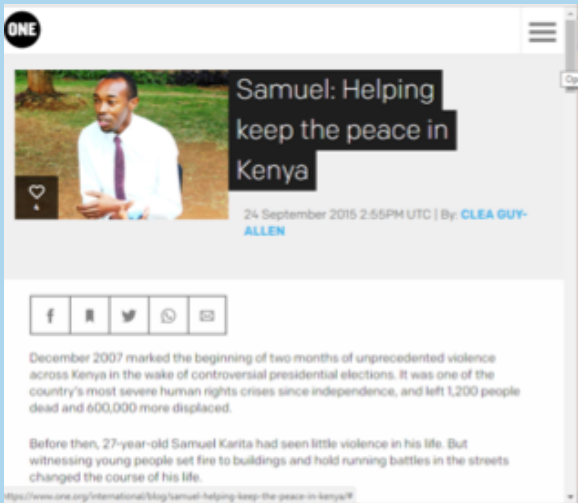 ONE
Samuel: Helping
keep the peace in
Kenya
4
24 September 2015 2:55PM UTC | By: CLEA GUY-
ALLEN
December 2007 marked the beginning of two months of unprecedented violence
across Kenya in the wake of controversial presidential elections. It was one of the
country's most severe human rights crises since independence, and left 1,200 people
dead and 600,000 more displaced.
Before then, 27-year-old Samuel Karita had seen little violence in his life. But
witnessing young people set fire to buildings and hold running battles in the streets
changed the course of his life.
https://www.one.org/international/blog/samuel-helping-keep-the-peace-in-kenya/#